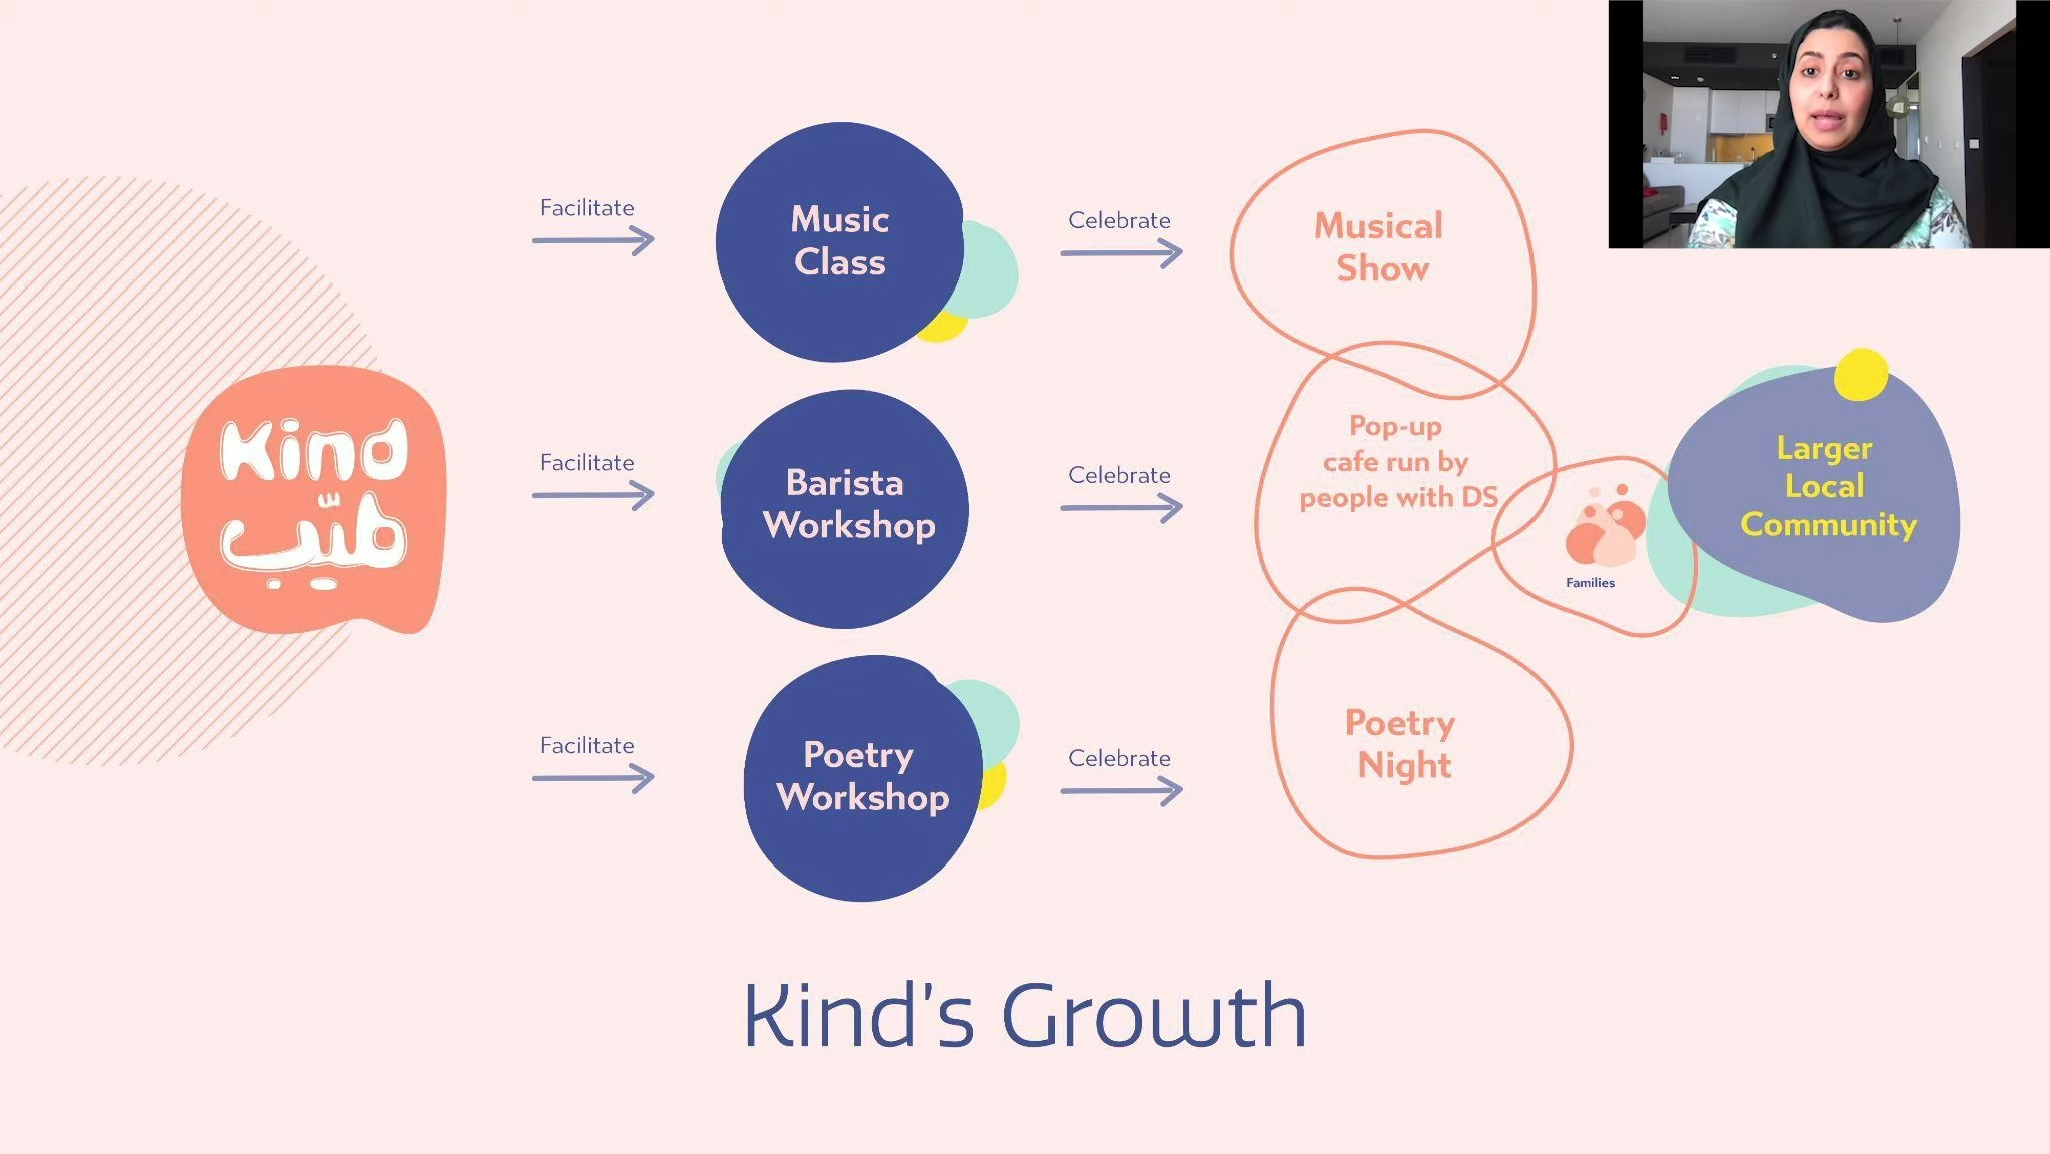 Kind
طيّب
Facilitate
Music
Class
Celebrate
Musical
Show
Facilitate
Barista
Workshop
Celebrate
Pop-up
cafe run by
people with DS
Families
Larger
Local
Community
Facilitate
Poetry
Workshop
Celebrate
Poetry
Night
Kind's Growth